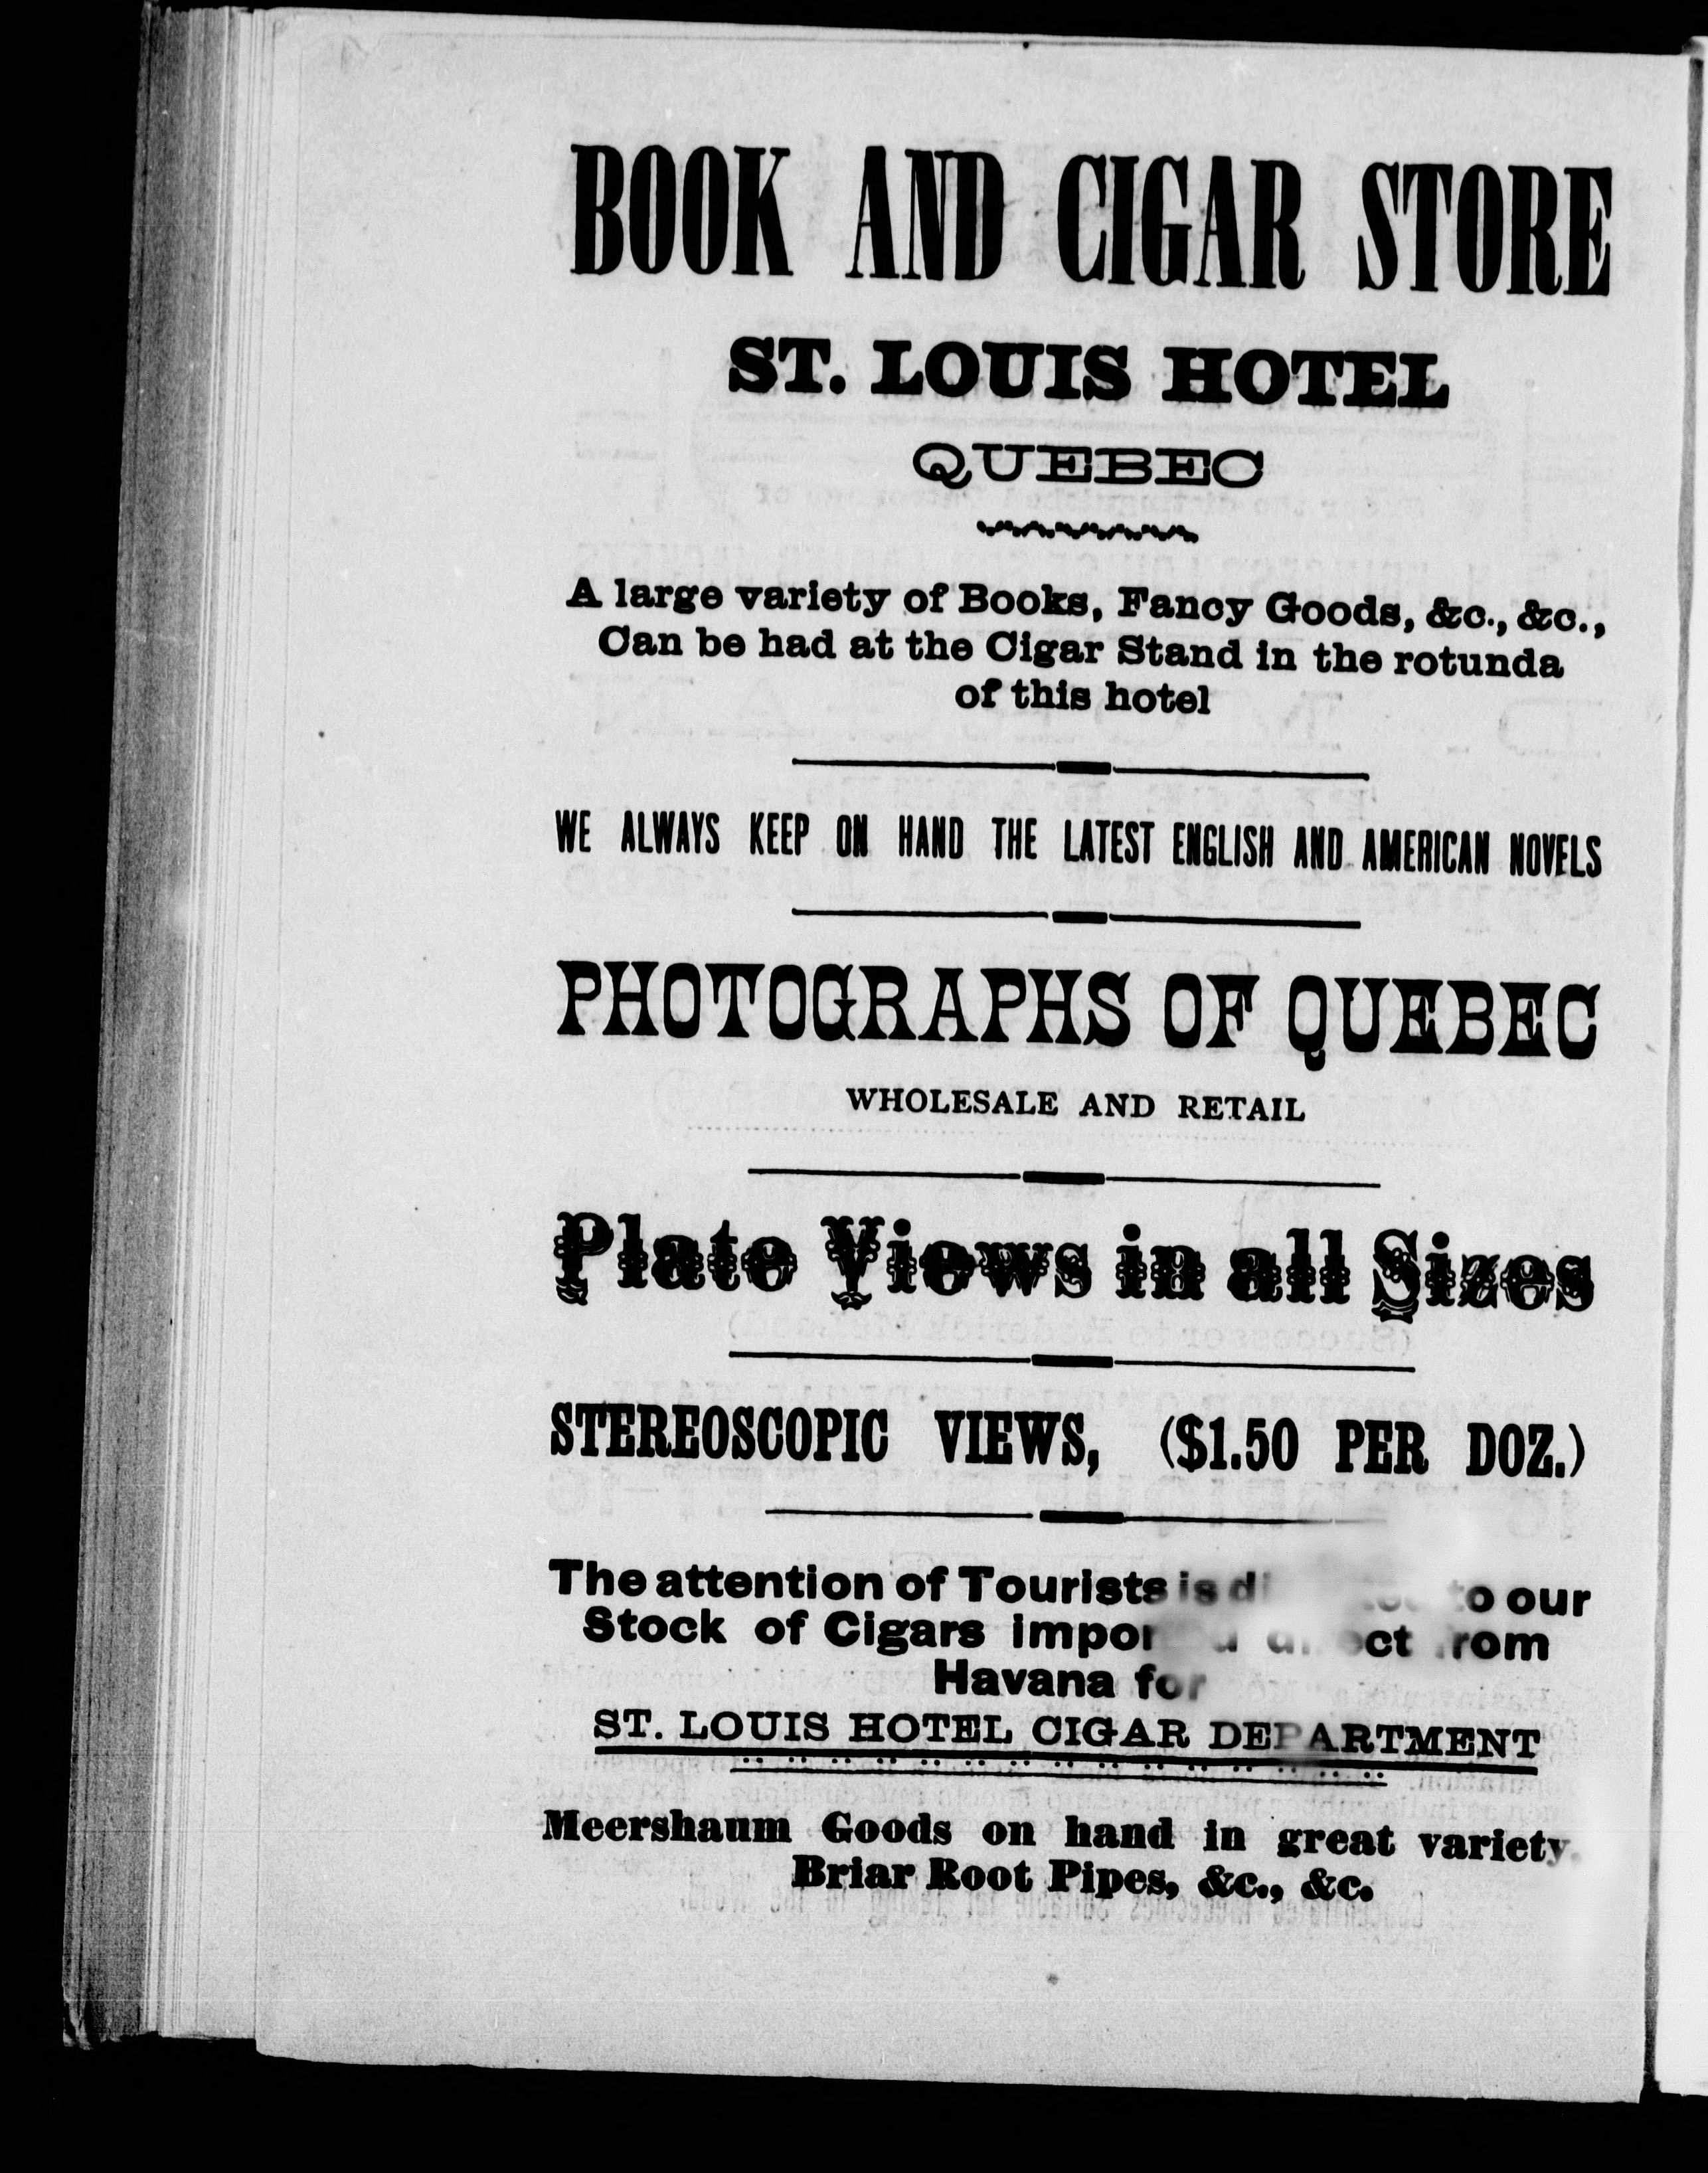 BOOK AND CIGAR STORE
ST. LOUIS HOTEL
QUEBEC
A large variety of Books, Fancy Goods, &c., &c.,
Can be had at the Cigar Stand in the rotunda
of this hotel
WE ALWAYS KEEP ON HAND THE LATEST ENGLISH AND AMERICAN NOVELS
PHOTOGRAPHS OF QUEBEC
WHOLESALE AND RETAIL
Plate Views in all Sizes
STEREOSCOPIC VIEWS, ($1.50 PER DOZ.)
The attention of Tourists is to our
Stock of Cigars from
Havana for
ST. LOUIS HOTEL CIGAR DEPARTMENT
Meershaum Goods on hand in great variety.
Briar Root Pipes, &c., &c.